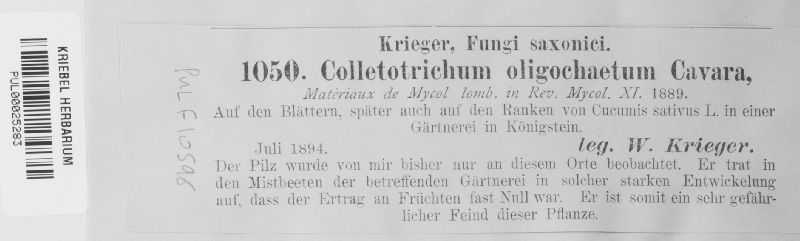 KRIEBEL HERBARIUM
PUL00025283
PUL F10596
Krieger, Fungi saxonici.
1050. Colletotrichum oligochaetum Cavara,
Matériaux de Mycol lomb. in Rev. Mycol. XI. 1889.
Auf den Blättern, später auch auf den Ranken von Cucumis sativus L. in einer
Gärtnerei in Königstein.
Juli 1894. leg. W. Krieger.
Der Pilz wurde von mir bisher nur an diesem Orte beobachtet. Er trat in
den Mistbeeten der betreffenden Gärtnerei in solcher starken Entwickelung
auf, dass der Ertrag an Früchten fast Null war. Er ist somit ein sehr gefähr-
licher Feind dieser Pflanze.